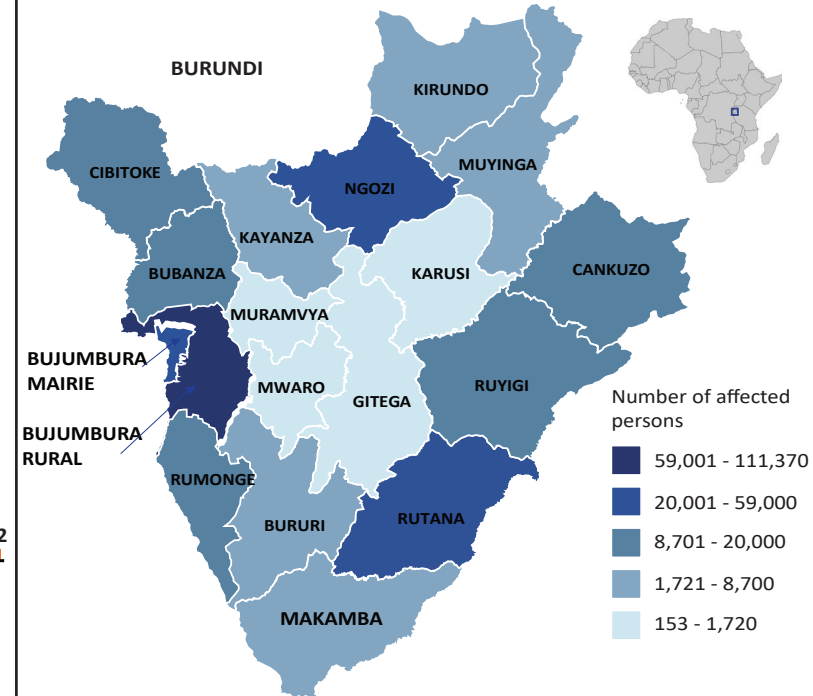 BURUNDI
KIRUNDO
CIBITOKE
MUYINGA
NGOZI
KAYANZA
BUBANZA
KARUSI
CANKUZO
MURAMVYA
BUJUMBURA
MAIRIE
MWARO
GITEGA
RUYIGI
Number of affected
persons
BUJUMBURA
RURAL
59,001 - 111,370
RUMONGE
20,001 - 59,000
BURURI
RUTANA
2
8,701 - 20,000
1,721 - 8,700
MAKAMBA
153 - 1,720